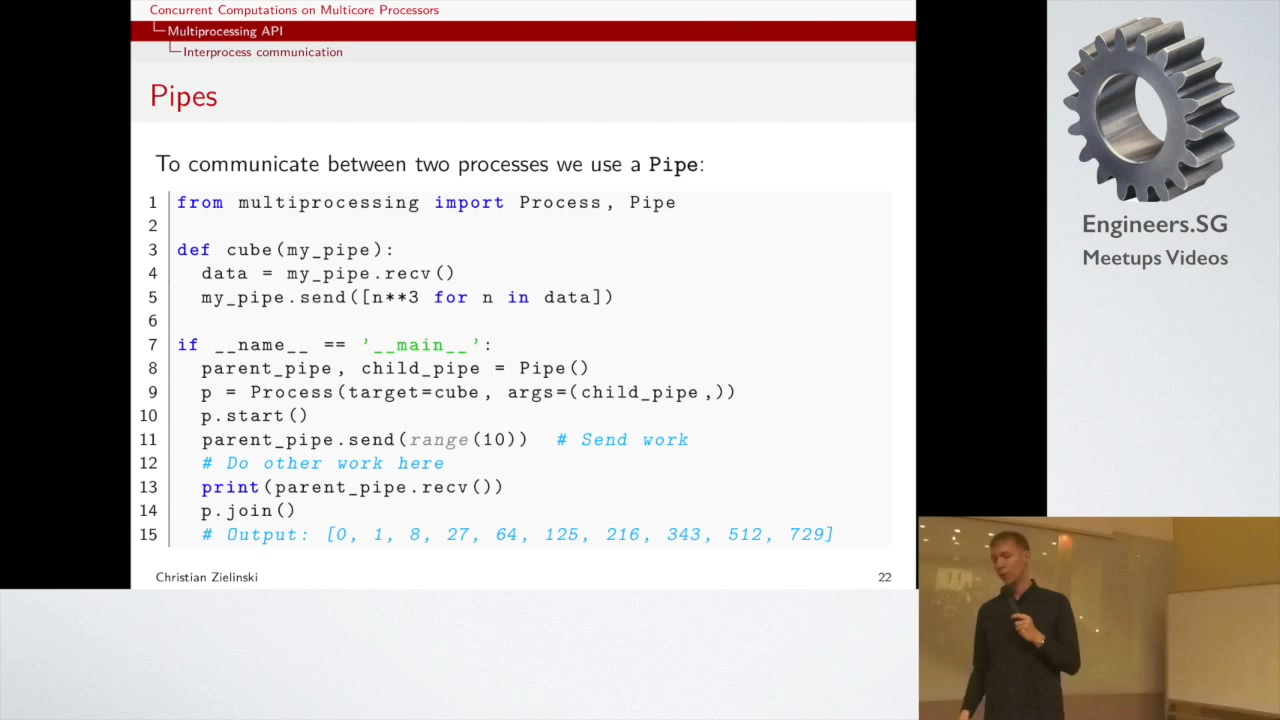 Concurrent Computations on Multicore Processors
Multiprocessing API
Interprocess communication
Pipes
To communicate between two processes we use a Pipe:
1 from multiprocessing import Process, Pipe
2
3 def cube(my_pipe):
4 data = my_pipe.recv()
5 my_pipe.send([n**3 for n in data])
6
7 if __name__ == '__main__':
8 parent_pipe, child_pipe = Pipe()
9 p = Process(target=cube, args=(child_pipe,))
10 p.start()
11 parent_pipe.send(range(10)) # Send work
12 # Do other work here
13 print(parent_pipe.recv())
14 p.join()
15 # Output: [0, 1, 8, 27, 64, 125, 216, 343, 512, 729]
Christian Zielinski
22
Engineers.SG
Meetups Videos